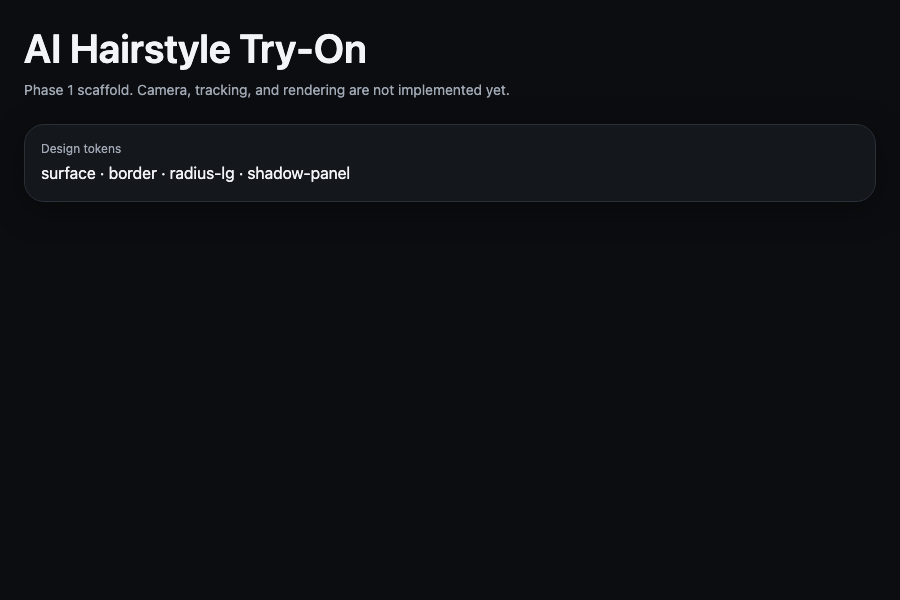 AI Hairstyle Try-On
Phase 1 scaffold. Camera, tracking, and rendering are not implemented yet.
Design tokens
surface · border · radius-lg · shadow-panel